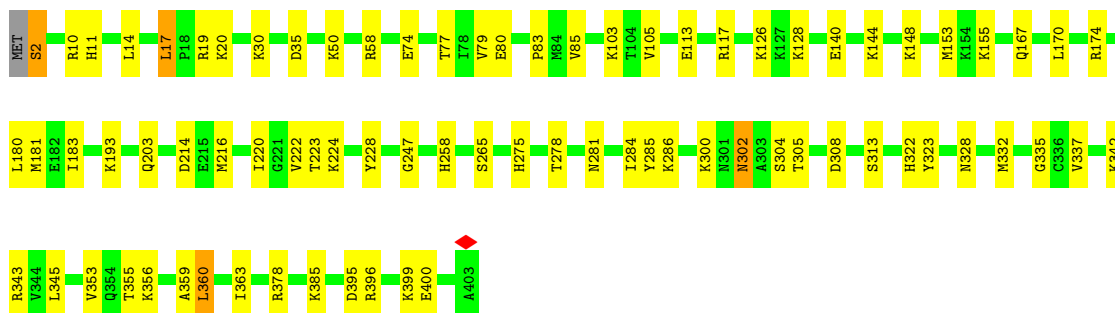 MET S2 R10 H11 L14 L17 P18 R19 K20 K30 D35 K50 R58 E74 T77 I78 V79 E80 P83 M84 V85 K103 T104 V105 E113 R117 K126 K127 K128 E140 K144 K148 M153 K154 K155 Q167 L170 R174
L180 M181 E182 I183 K193 Q203 D214 E215 M216 I220 G221 V222 T223 K224 Y228 G247 H258 S265 H275 T278 N281 I284 Y285 K286 K300 N301 N302 A303 S304 T305 D308 S313 H322 Y323 N328 M332 G335 C336 V337 K342
R343 V344 L345 V353 Q354 T355 K356 A359 L360 I363 R378 K385 D395 R396 K399 E400 A403